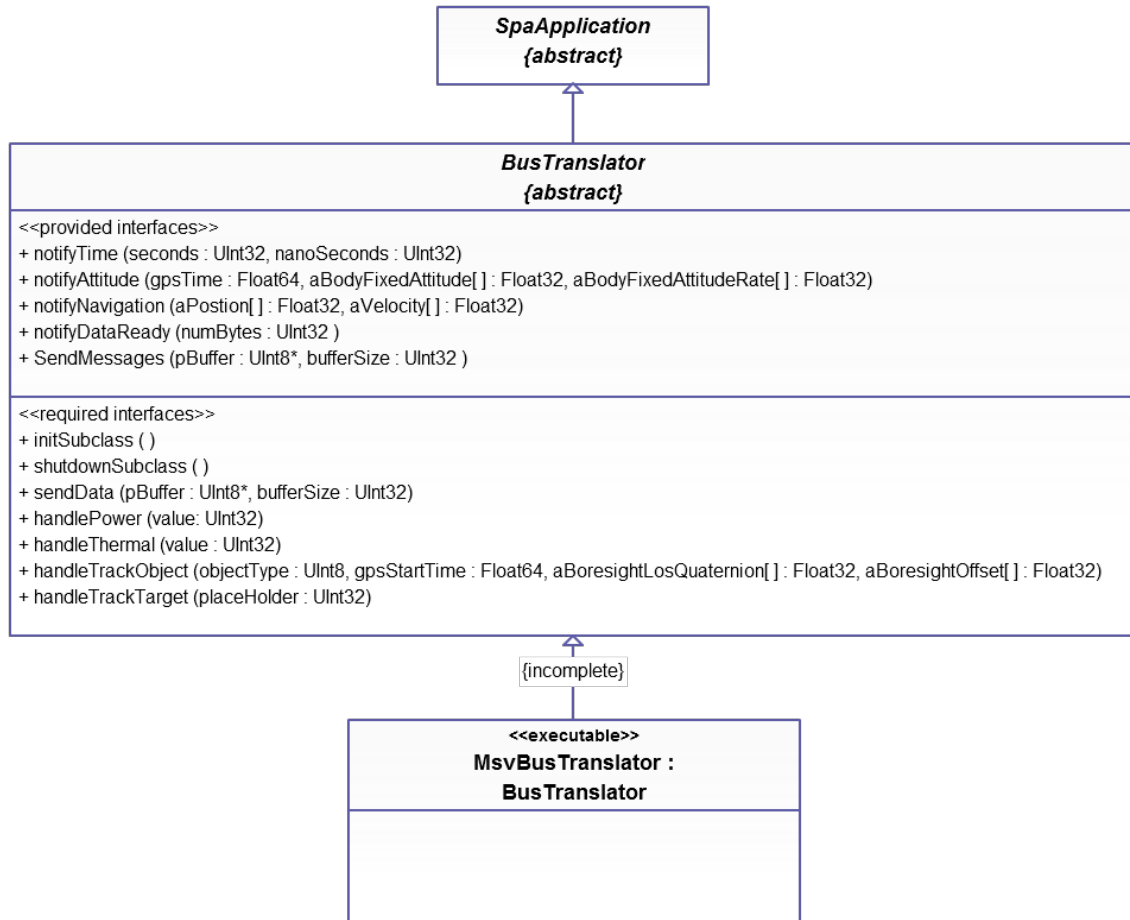 SpaApplication
{abstract}
BusTranslator
{abstract}
<<provided interfaces>>
+ notifyTime (seconds : UInt32, nanoSeconds : UInt32)
+ notifyAttitude (gpsTime : Float64, aBodyFixedAttitude[ ] : Float32, aBodyFixedAttitudeRate[ ] : Float32)
+ notifyNavigation (aPostion[ ] : Float32, aVelocity[ ] : Float32)
+ notifyDataReady (numBytes : UInt32 )
+ SendMessages (pBuffer : UInt8*, bufferSize : UInt32 )
<<required interfaces>>
+ initSubclass ( )
+ shutdownSubclass ( )
+ sendData (pBuffer : UInt8*, bufferSize : UInt32)
+ handlePower (value: UInt32)
+ handleThermal (value : UInt32)
+ handleTrackObject (objectType : UInt8, gpsStartTime : Float64, aBoresightLosQuaternion[ ] : Float32, aBoresightOffset[ ] : Float32)
+ handleTrackTarget (placeHolder : UInt32)
{incomplete}
<<executable>>
MsvBusTranslator :
BusTranslator